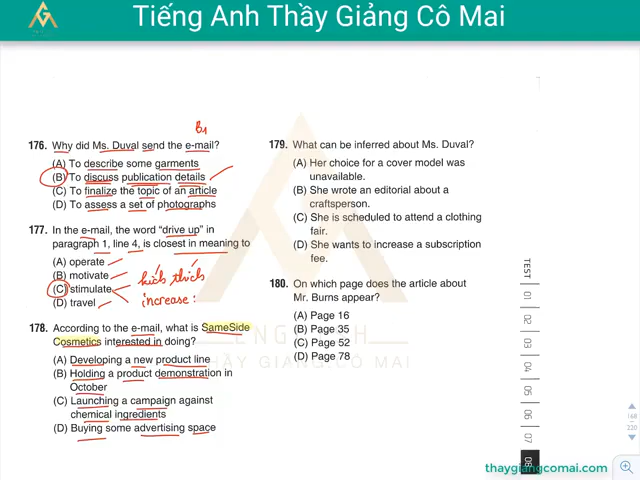 Tiếng Anh Thầy Giảng Cô Mai
176. Why did Ms. Duval send the e-mail?
(A) To describe some garments
(B) To discuss publication details
(C) To finalize the topic of an article
(D) To assess a set of photographs
177. In the e-mail, the word "drive up" in
paragraph 1, line 4, is closest in meaning to
(A) operate
(B) motivate
(C) stimulate
(D) travel
kích thích
increase :
178. According to the e-mail, what is SameSide
Cosmetics interested in doing?
(A) Developing a new product line
(B) Holding a product demonstration in
October
(C) Launching a campaign against
chemical ingredients
(D) Buying some advertising space
179. What can be inferred about Ms. Duval?
(A) Her choice for a cover model was
unavailable.
(B) She wrote an editorial about a
craftsperson.
(C) She is scheduled to attend a clothing
fair.
(D) She wants to increase a subscription
fee.
180. On which page does the article about
Mr. Burns appear?
(A) Page 16
(B) Page 35
(C) Page 52
(D) Page 78
THẦY GIẢNG CÔ MAI
TEST
01
02
03
04
05
06
07
08
168
220
thaygiangcomai.com